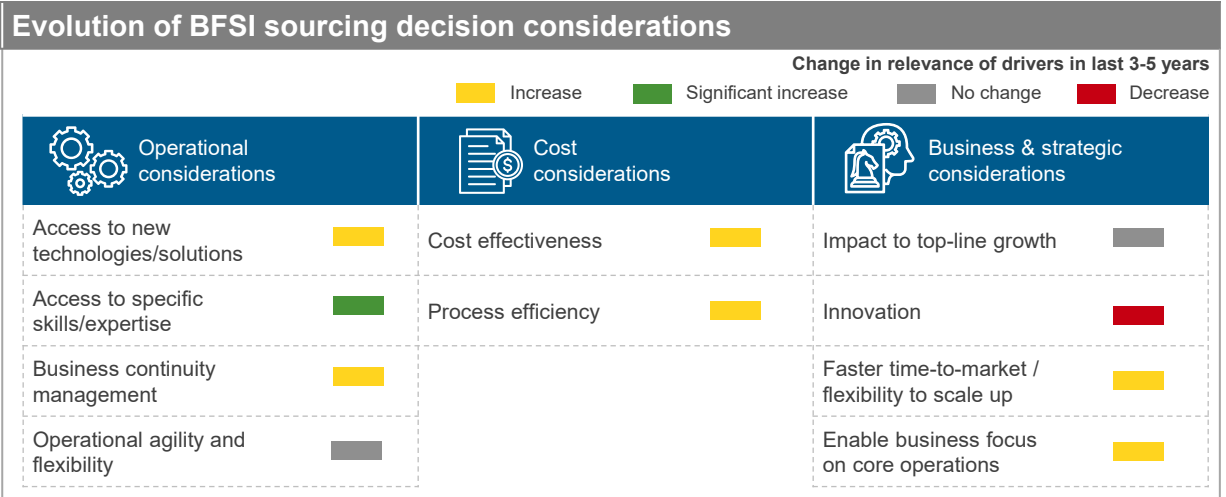 Evolution of BFSI sourcing decision considerations
Change in relevance of drivers in last 3-5 years
Increase
Significant increase
No change
Decrease
Operational
considerations
Cost
considerations
Business & strategic
considerations
Access to new
technologies/solutions
Cost effectiveness
Impact to top-line growth
Access to specific
skills/expertise
Process efficiency
Innovation
Business continuity
management
Faster time-to-market /
flexibility to scale up
Operational agility and
flexibility
Enable business focus
on core operations
$